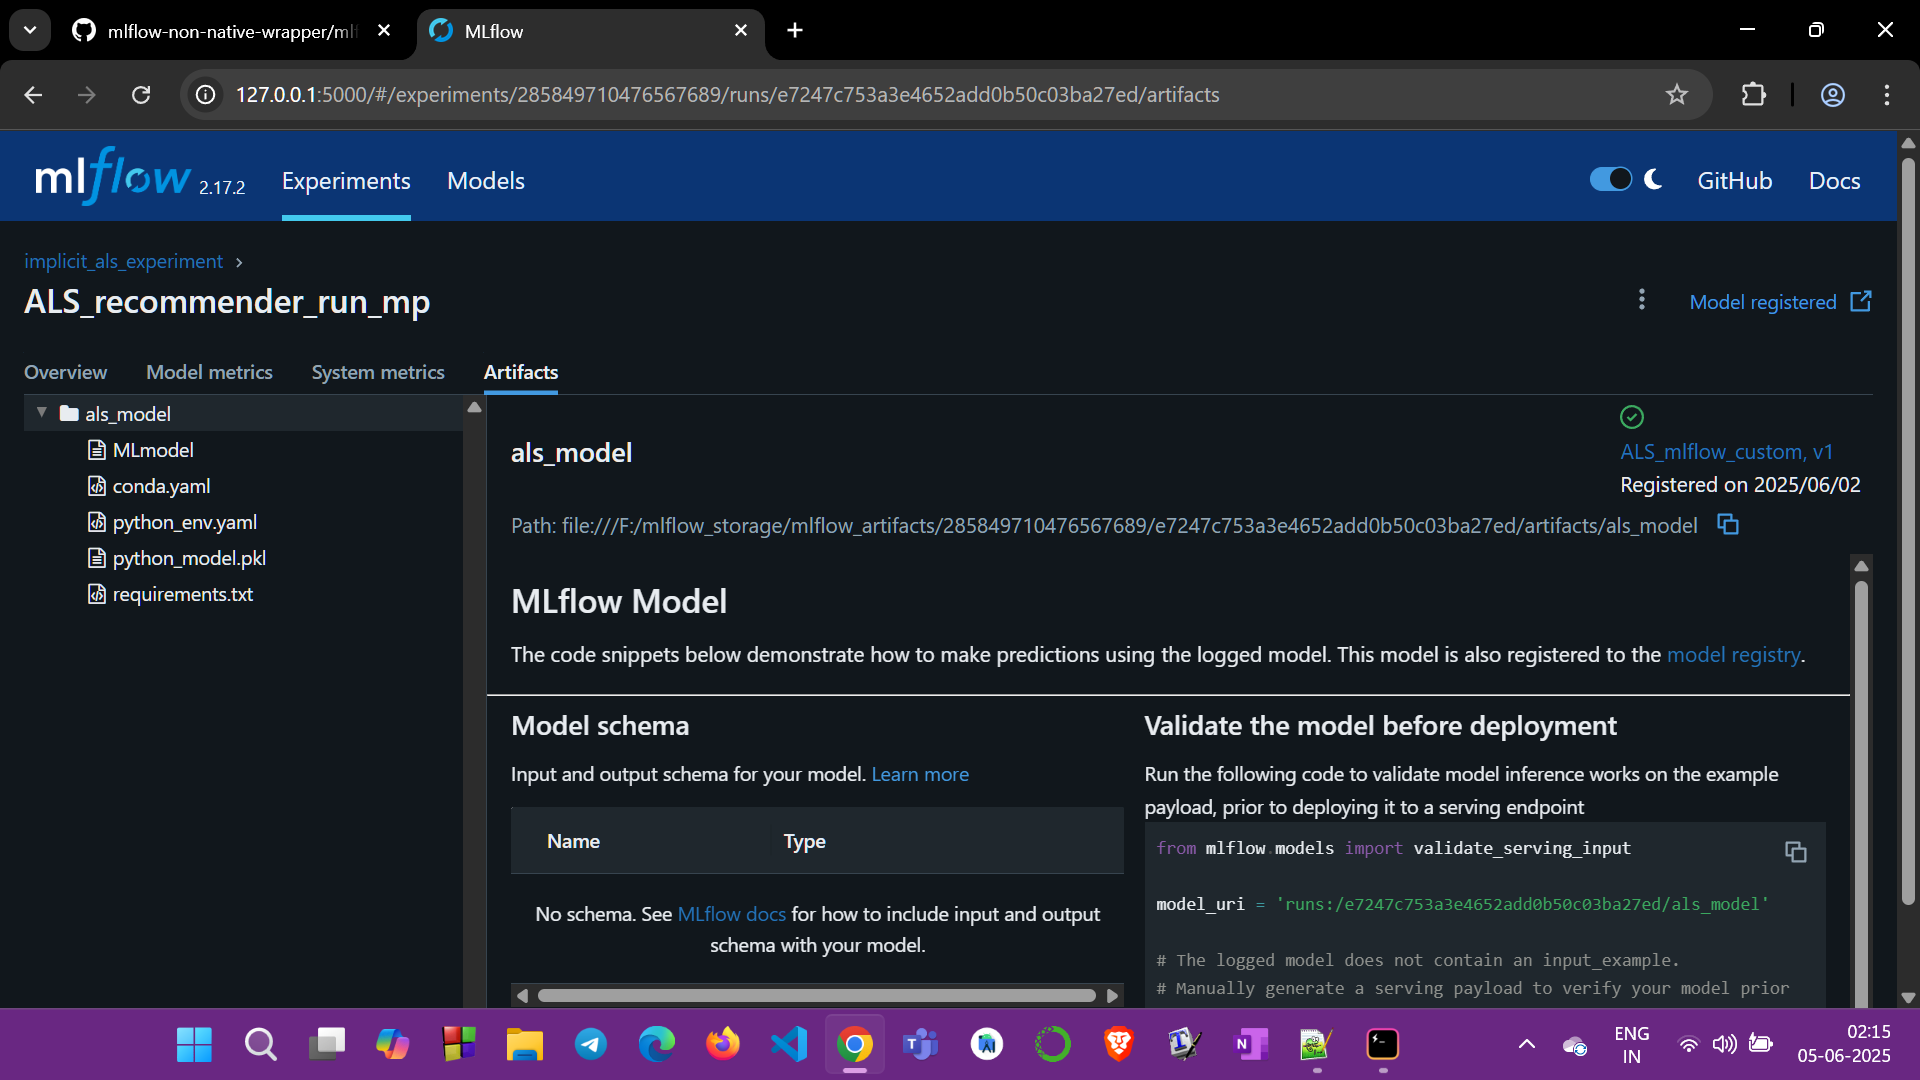 mlflow-non-native-wrapper/mlf
MLflow
127.0.0.1:5000/#/experiments/285849710476567689/runs/e7247c753a3e4652add0b50c03ba27ed/artifacts
mlflow 2.17.2
Experiments
Models
GitHub
Docs
implicit_als_experiment
ALS_recommender_run_mp
Model registered
Overview
Model metrics
System metrics
Artifacts
als_model
MLmodel
conda.yaml
python_env.yaml
python_model.pkl
requirements.txt
als_model
ALS_mlflow_custom, v1
Registered on 2025/06/02
Path: file:///F:/mlflow_storage/mlflow_artifacts/285849710476567689/e7247c753a3e4652add0b50c03ba27ed/artifacts/als_model
MLflow Model
The code snippets below demonstrate how to make predictions using the logged model. This model is also registered to the model registry.
Model schema
Input and output schema for your model. Learn more
Name
Type
No schema. See MLflow docs for how to include input and output
schema with your model.
Validate the model before deployment
Run the following code to validate model inference works on the example
payload, prior to deploying it to a serving endpoint
from mlflow.models import validate_serving_input
model_uri = 'runs:/e7247c753a3e4652add0b50c03ba27ed/als_model'
# The logged model does not contain an input_example.
# Manually generate a serving payload to verify your model prior
ENG
IN
02:15
05-06-2025